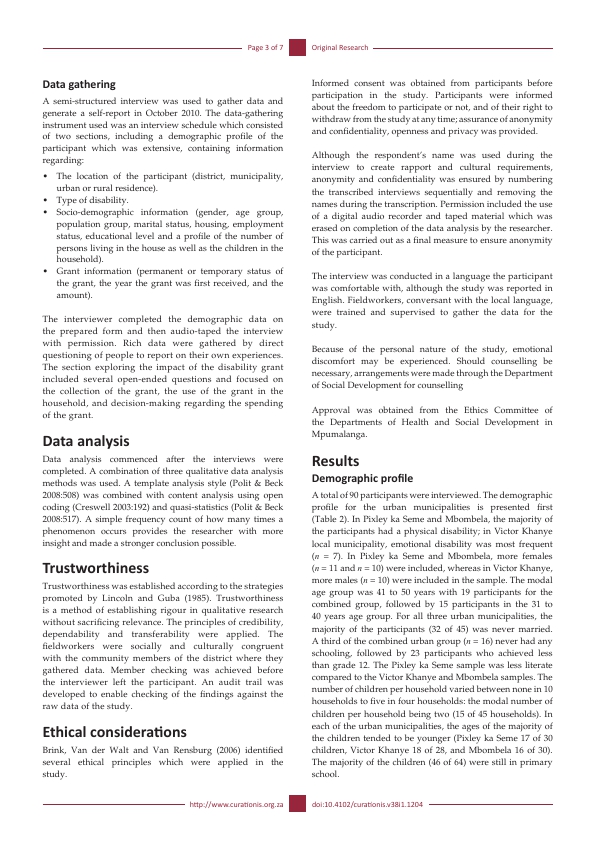 Page 3 of 7 Original Research
Data gathering
A semi-structured interview was used to gather data and
generate a self-report in October 2010. The data-gathering
instrument used was an interview schedule which consisted
of two sections, including a demographic profile of the
participant which was extensive, containing information
regarding:
• The location of the participant (district, municipality,
urban or rural residence).
• Type of disability.
• Socio-demographic information (gender, age group,
population group, marital status, housing, employment
status, educational level and a profile of the number of
persons living in the house as well as the children in the
household).
• Grant information (permanent or temporary status of
the grant, the year the grant was first received, and the
amount).
The interviewer completed the demographic data on
the prepared form and then audio-taped the interview
with permission. Rich data were gathered by direct
questioning of people to report on their own experiences.
The section exploring the impact of the disability grant
included several open-ended questions and focused on
the collection of the grant, the use of the grant in the
household, and decision-making regarding the spending
of the grant.
Data analysis
Data analysis commenced after the interviews were
completed. A combination of three qualitative data analysis
methods was used. A template analysis style (Polit & Beck
2008:508) was combined with content analysis using open
coding (Creswell 2003:192) and quasi-statistics (Polit & Beck
2008:517). A simple frequency count of how many times a
phenomenon occurs provides the researcher with more
insight and made a stronger conclusion possible.
Trustworthiness
Trustworthiness was established according to the strategies
promoted by Lincoln and Guba (1985). Trustworthiness
is a method of establishing rigour in qualitative research
without sacrificing relevance. The principles of credibility,
dependability and transferability were applied. The
fieldworkers were socially and culturally congruent
with the community members of the district where they
gathered data. Member checking was achieved before
the interviewer left the participant. An audit trail was
developed to enable checking of the findings against the
raw data of the study.
Ethical considerations
Brink, Van der Walt and Van Rensburg (2006) identified
several ethical principles which were applied in the
study.
Informed consent was obtained from participants before
participation in the study. Participants were informed
about the freedom to participate or not, and of their right to
withdraw from the study at any time; assurance of anonymity
and confidentiality, openness and privacy was provided.
Although the respondent's name was used during the
interview to create rapport and cultural requirements,
anonymity and confidentiality was ensured by numbering
the transcribed interviews sequentially and removing the
names during the transcription. Permission included the use
of a digital audio recorder and taped material which was
erased on completion of the data analysis by the researcher.
This was carried out as a final measure to ensure anonymity
of the participant.
The interview was conducted in a language the participant
was comfortable with, although the study was reported in
English. Fieldworkers, conversant with the local language,
were trained and supervised to gather the data for the
study.
Because of the personal nature of the study, emotional
discomfort may be experienced. Should counselling be
necessary, arrangements were made through the Department
of Social Development for counselling
Approval was obtained from the Ethics Committee of
the Departments of Health and Social Development in
Mpumalanga.
Results
Demographic profile
A total of 90 participants were interviewed. The demographic
profile for the urban municipalities is presented first
(Table 2). In Pixley ka Seme and Mbombela, the majority of
the participants had a physical disability; in Victor Khanye
local municipality, emotional disability was most frequent
(n = 7). In Pixley ka Seme and Mbombela, more females
(n = 11 and n = 10) were included, whereas in Victor Khanye,
more males (n = 10) were included in the sample. The modal
age group was 41 to 50 years with 19 participants for the
combined group, followed by 15 participants in the 31 to
40 years age group. For all three urban municipalities, the
majority of the participants (32 of 45) was never married.
A third of the combined urban group (n = 16) never had any
schooling, followed by 23 participants who achieved less
than grade 12. The Pixley ka Seme sample was less literate
compared to the Victor Khanye and Mbombela samples. The
number of children per household varied between none in 10
households to five in four households: the modal number of
children per household being two (15 of 45 households). In
each of the urban municipalities, the ages of the majority of
the children tended to be younger (Pixley ka Seme 17 of 30
children, Victor Khanye 18 of 28, and Mbombela 16 of 30).
The majority of the children (46 of 64) were still in primary
school.
http://www.curationis.org.za doi:10.4102/curationis.v38i1.1204